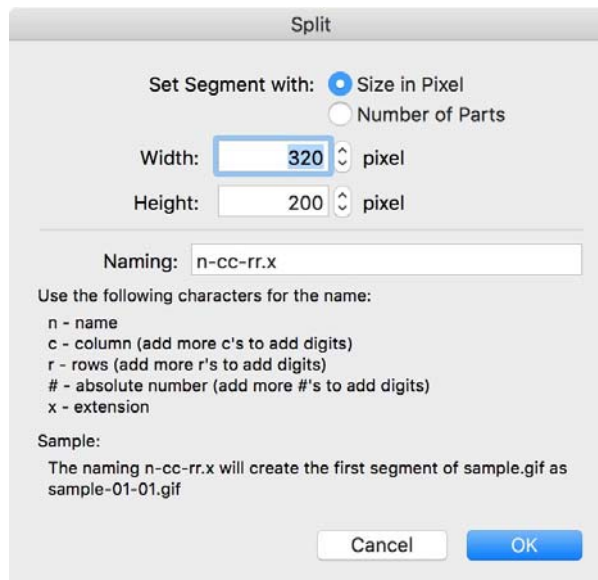 Split
Set Segment with: Size in Pixel
Number of Parts
Width: 320 pixel
Height: 200 pixel
Naming: n-cc-rr.x
Use the following characters for the name:
n - name
c - column (add more c's to add digits)
r - rows (add more r's to add digits)
# - absolute number (add more #'s to add digits)
x - extension
Sample:
The naming n-cc-rr.x will create the first segment of sample.gif as
sample-01-01.gif
Cancel OK